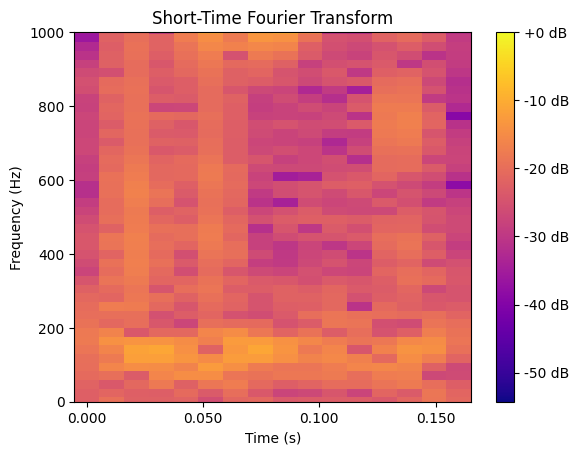 Short-Time Fourier Transform
1000
800
600
400
200
0
Frequency (Hz)
0.000
0.050
0.100
0.150
Time (s)
+0 dB
-10 dB
-20 dB
-30 dB
-40 dB
-50 dB